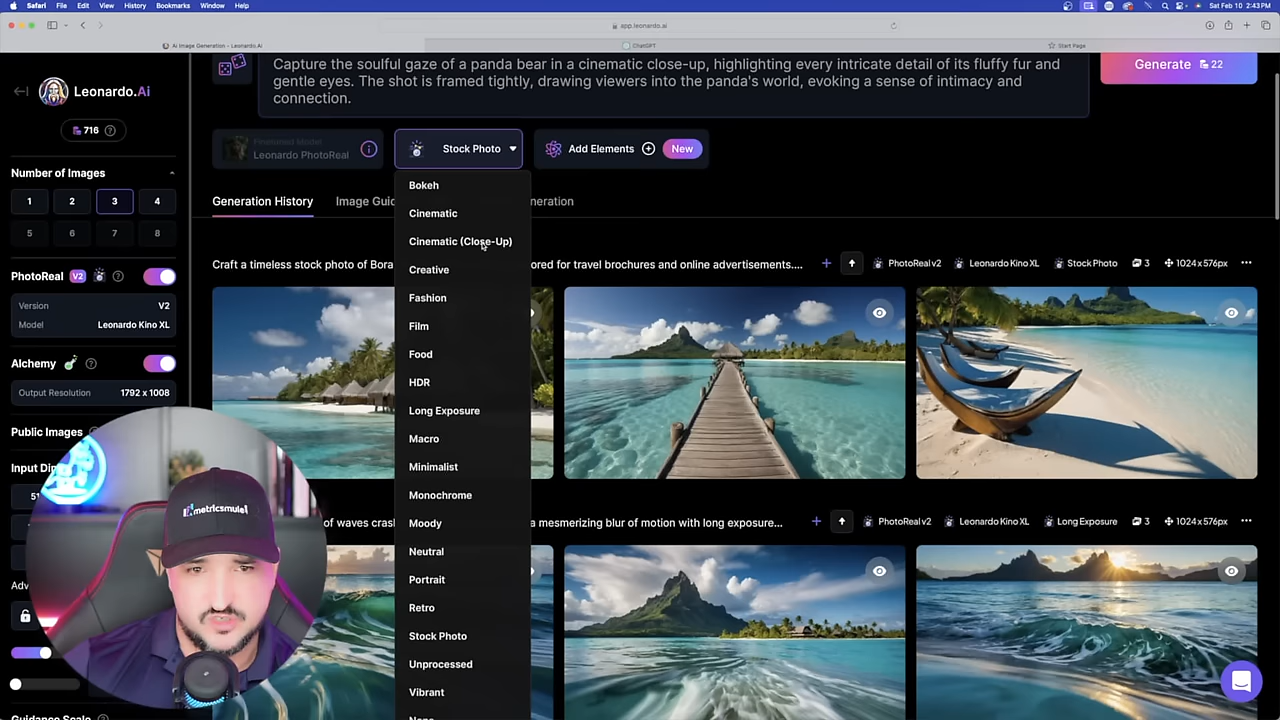 Safari File Edit View History Bookmarks Window Help
Sat Feb 10 2:43 PM
app.leonardo.ai
AI Image Generation - Leonardo.Ai
ChatGPT
Start Page
Leonardo.Ai
716
Number of Images
1 2 3 4
5 6 7 8
PhotoReal V2
Version V2
Model Leonardo Kino XL
Alchemy
Output Resolution 1792 x 1008
Public Images
metricsmule
Capture the soulful gaze of a panda bear in a cinematic close-up, highlighting every intricate detail of its fluffy fur and
gentle eyes. The shot is framed tightly, drawing viewers into the panda's world, evoking a sense of intimacy and
connection.
Generate 22
Finetuned Model
Leonardo PhotoReal
Stock Photo
Add Elements New
Bokeh
Cinematic
Cinematic (Close-Up)
Creative
Fashion
Film
Food
HDR
Long Exposure
Macro
Minimalist
Monochrome
Moody
Neutral
Portrait
Retro
Stock Photo
Unprocessed
Vibrant
None
Generation History
Craft a timeless stock photo of Bora
ored for travel brochures and online advertisements....
PhotoReal v2 Leonardo Kino XL Stock Photo 3 1024x576px
of waves cras
a mesmerizing blur of motion with long exposure...
PhotoReal v2 Leonardo Kino XL Long Exposure 3 1024x576px